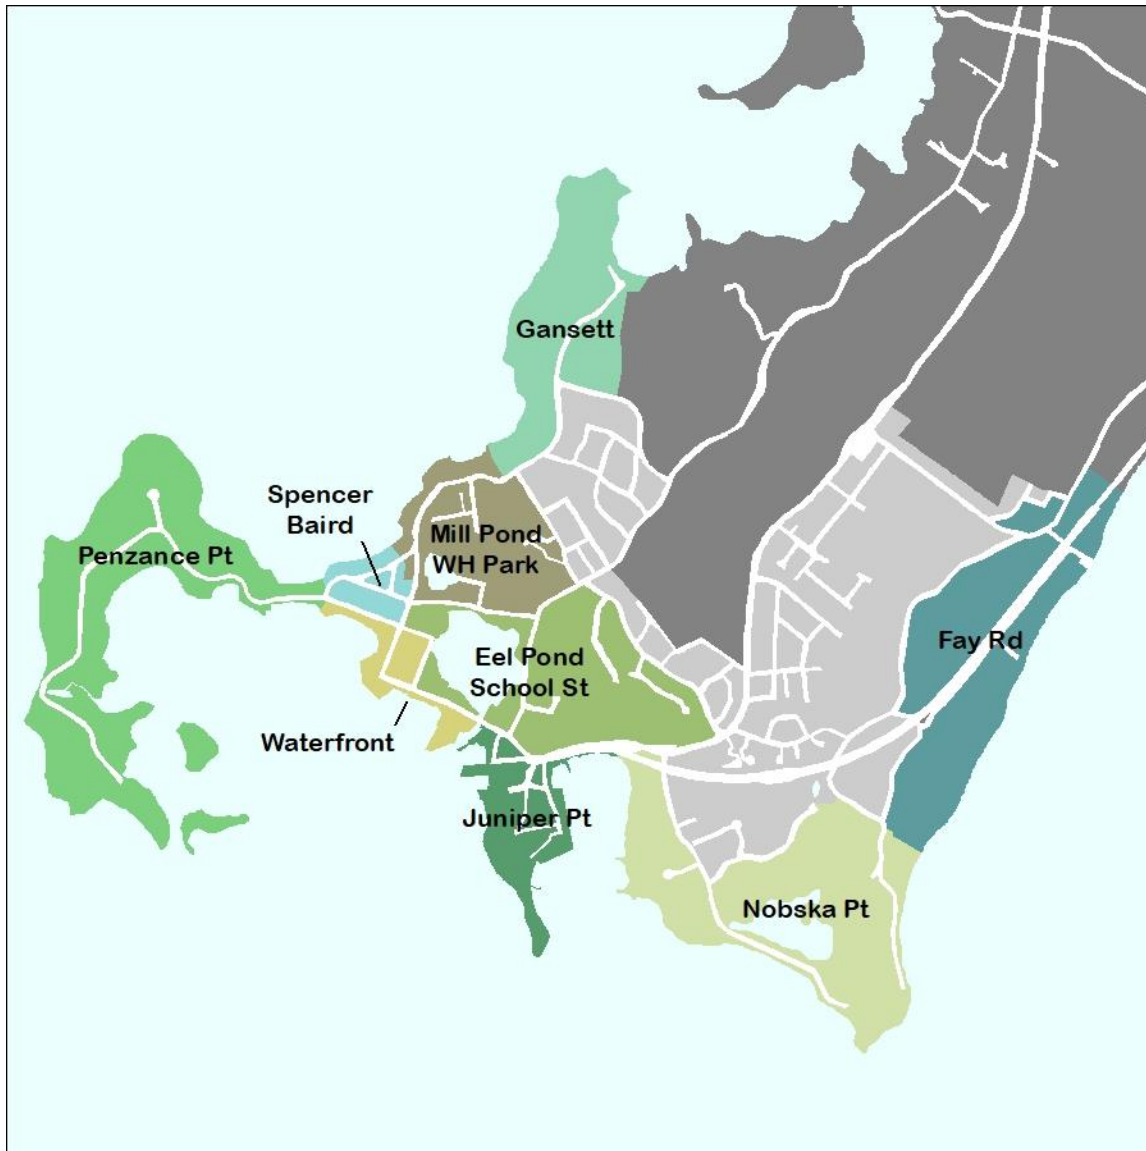 Gansett
Spencer
Baird
Mill Pond
WH Park
Penzance Pt
Fay Rd
Eel Pond
School St
Waterfront
Juniper Pt
Nobska Pt